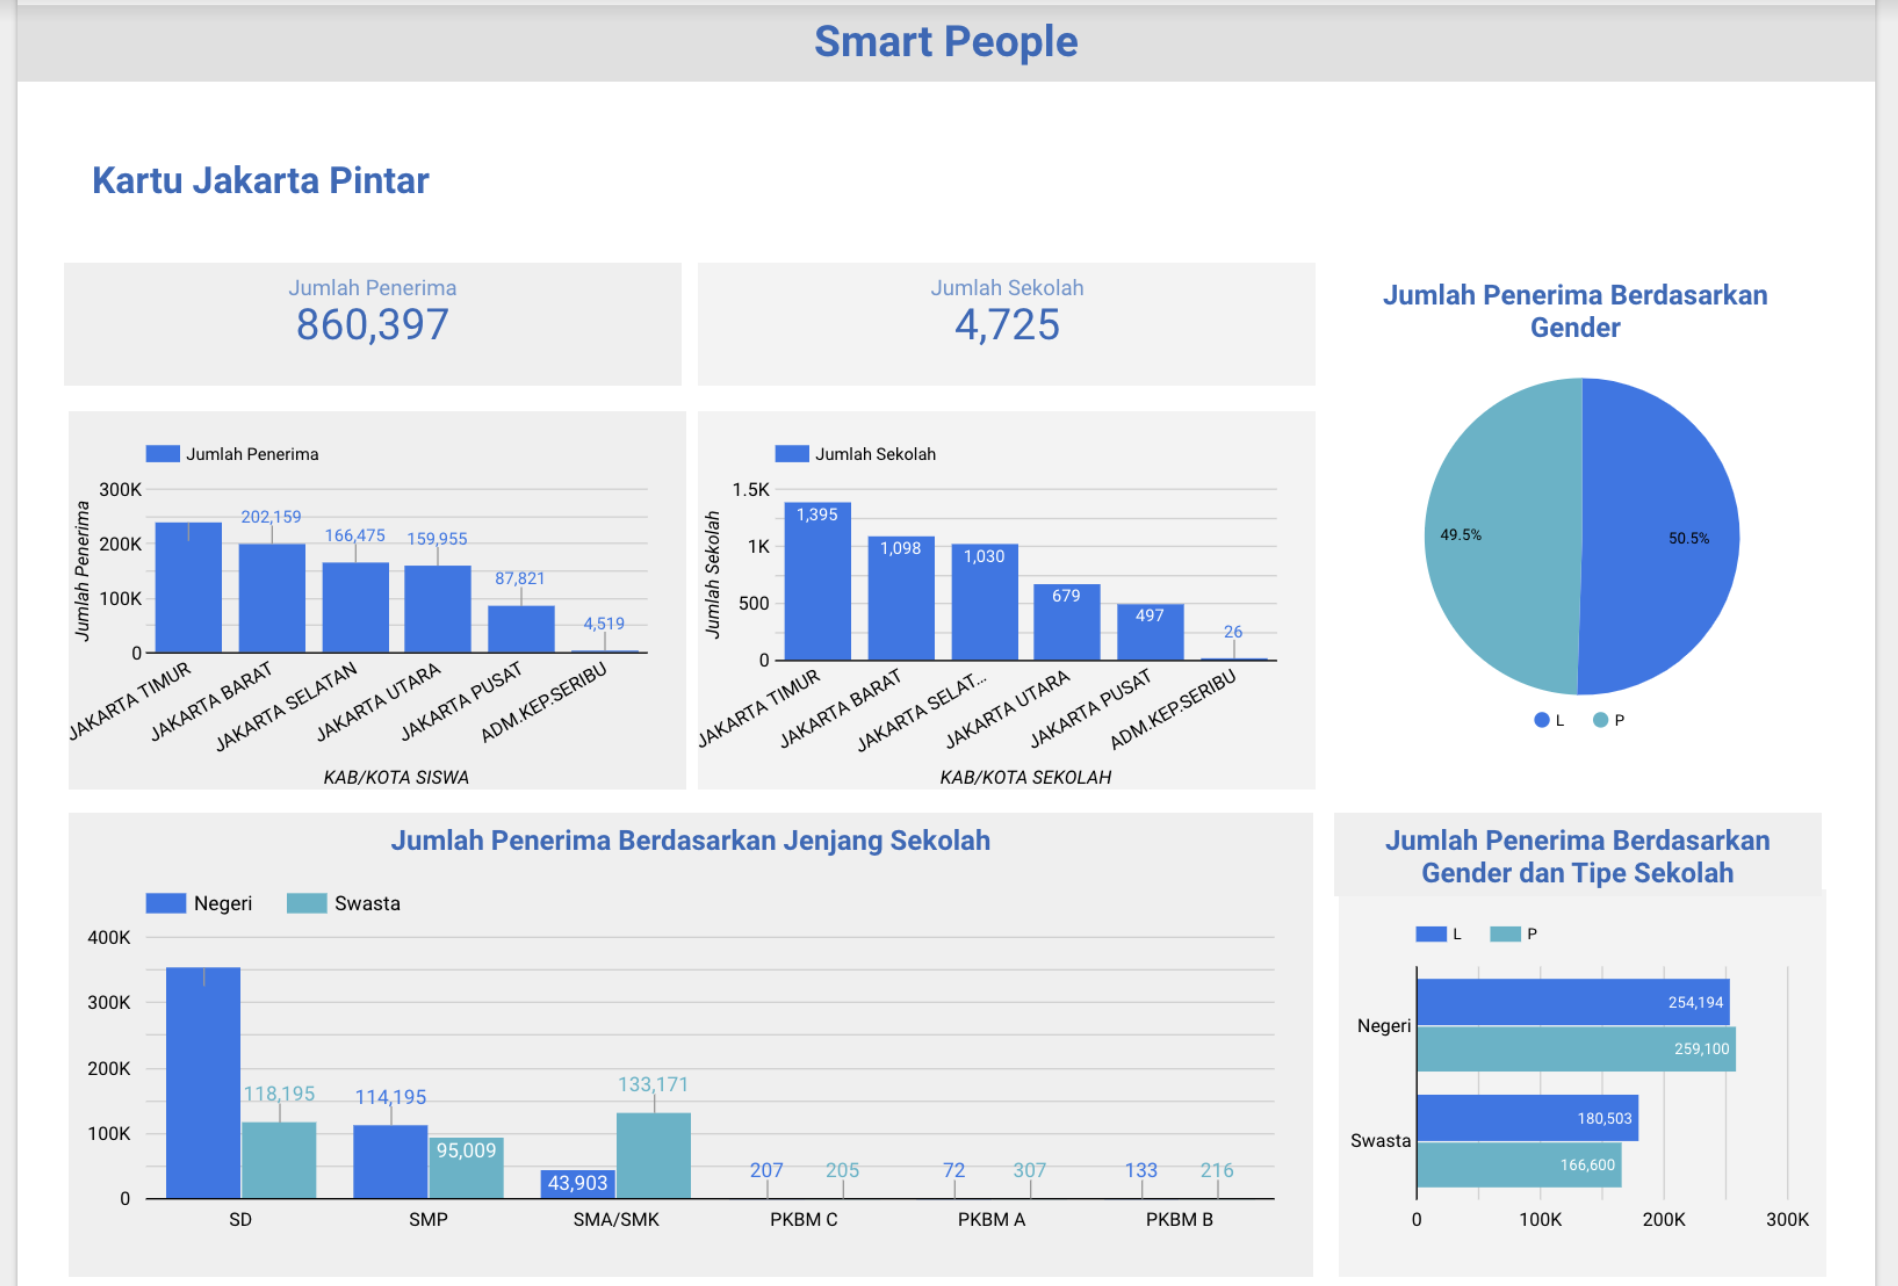 Smart People
Kartu Jakarta Pintar
Jumlah Penerima
860,397
Jumlah Sekolah
4,725
Jumlah Penerima Berdasarkan
Gender
49.5%
50.5%
L P
Jumlah Penerima
Jumlah Penerima
300K
200K
100K
0
202,159
166,475
159,955
87,821
4,519
JAKARTA TIMUR
JAKARTA BARAT
JAKARTA SELATAN
JAKARTA UTARA
JAKARTA PUSAT
ADM.KEP.SERIBU
KAB/KOTA SISWA
Jumlah Sekolah
Jumlah Sekolah
1.5K
1K
500
0
1,395
1,098
1,030
679
497
26
JAKARTA TIMUR
JAKARTA BARAT
JAKARTA SELAT...
JAKARTA UTARA
JAKARTA PUSAT
ADM.KEP.SERIBU
KAB/KOTA SEKOLAH
Jumlah Penerima Berdasarkan Jenjang Sekolah
Negeri Swasta
400K
300K
200K
100K
0
118,195
114,195
95,009
43,903
133,171
207
205
72
307
133
216
SD
SMP
SMA/SMK
PKBM C
PKBM A
PKBM B
Jumlah Penerima Berdasarkan
Gender dan Tipe Sekolah
L P
Negeri
254,194
259,100
Swasta
180,503
166,600
0 100K 200K 300K